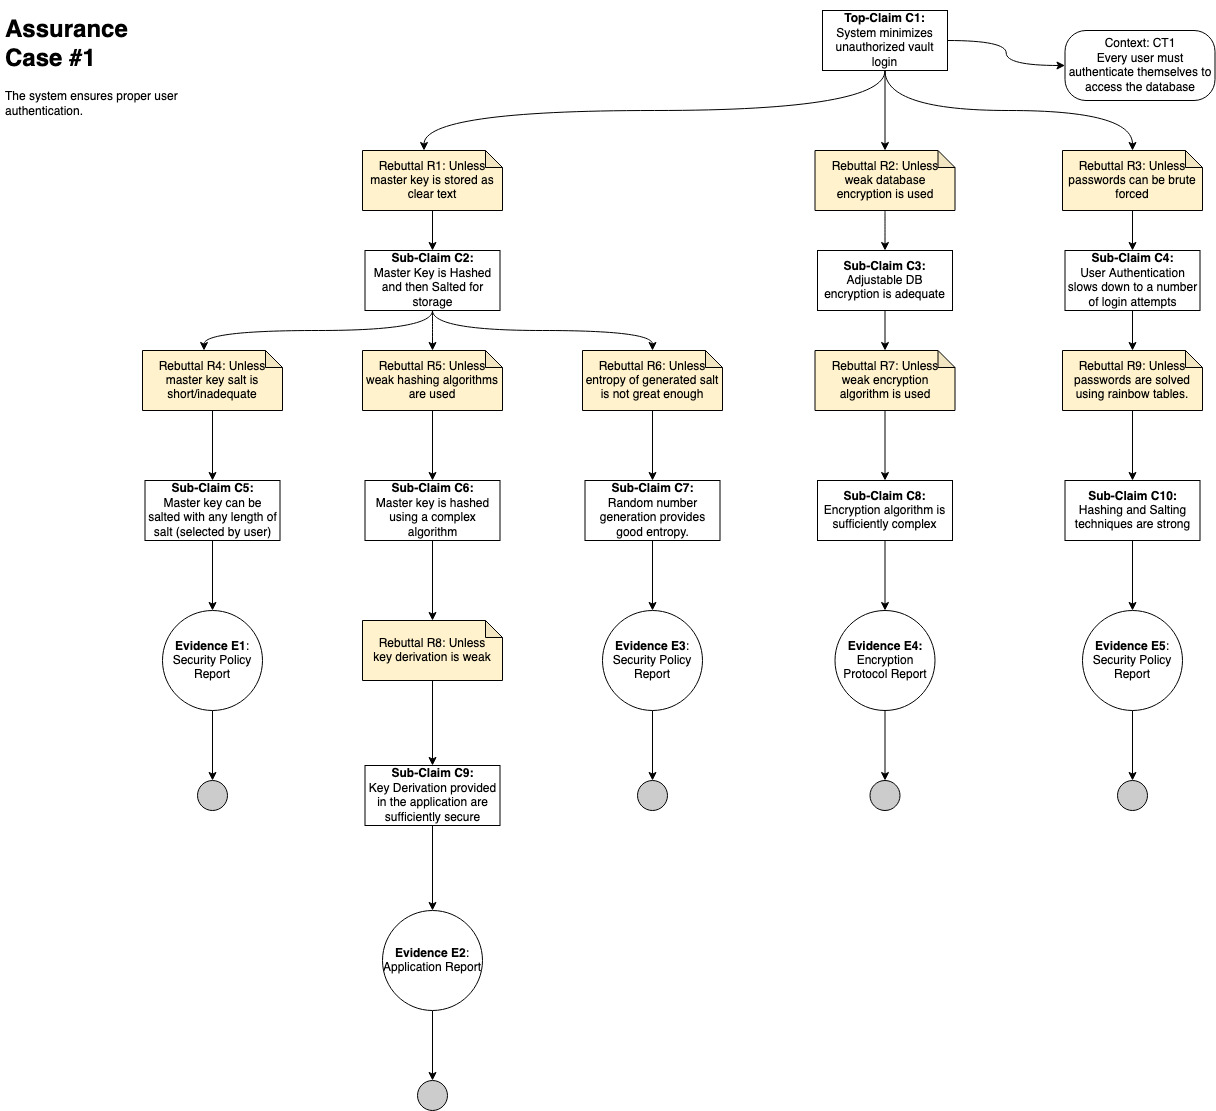 Assurance
Case #1
The system ensures proper user
authentication.
Top-Claim C1:
System minimizes
unauthorized vault
login
Context: CT1
Every user must
authenticate themselves to
access the database
Rebuttal R1: Unless
master key is stored as
clear text
Rebuttal R2: Unless
weak database
encryption is used
Rebuttal R3: Unless
passwords can be brute
forced
Sub-Claim C2:
Master Key is Hashed
and then Salted for
storage
Sub-Claim C3:
Adjustable DB
encryption is adequate
Sub-Claim C4:
User Authentication
slows down to a number
of login attempts
Rebuttal R4: Unless
master key salt is
short/inadequate
Rebuttal R5: Unless
weak hashing algorithms
are used
Rebuttal R6: Unless
entropy of generated salt
is not great enough
Rebuttal R7: Unless
weak encryption
algorithm is used
Rebuttal R9: Unless
passwords are solved
using rainbow tables.
Sub-Claim C5:
Master key can be
salted with any length of
salt (selected by user)
Sub-Claim C6:
Master key is hashed
using a complex
algorithm
Sub-Claim C7:
Random number
generation provides
good entropy.
Sub-Claim C8:
Encryption algorithm is
sufficiently complex
Sub-Claim C10:
Hashing and Salting
techniques are strong
Evidence E1:
Security Policy
Report
Rebuttal R8: Unless
key derivation is weak
Evidence E3:
Security Policy
Report
Evidence E4:
Encryption
Protocol Report
Evidence E5:
Security Policy
Report
Sub-Claim C9:
Key Derivation provided
in the application are
sufficiently secure
Evidence E2:
Application Report